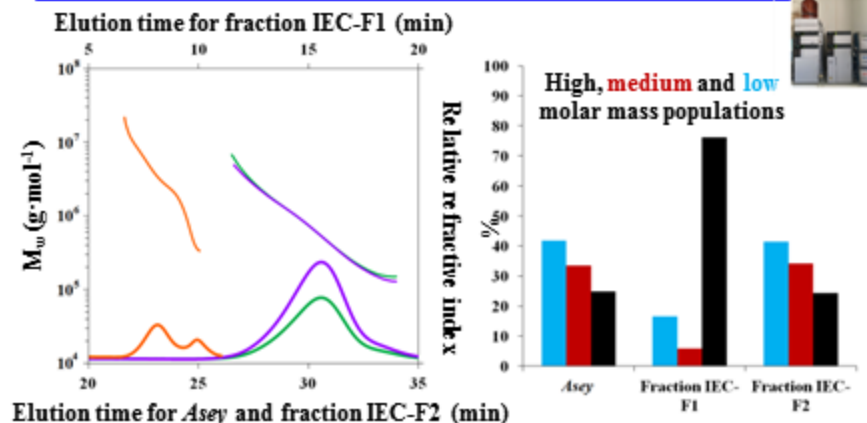 Elution time for fraction IEC-F1 (min)
5 10 15 20
10⁸
10⁷
10⁶
10⁵
10⁴
M_w (g·mol⁻¹)
Relative refractive index
20 25 30 35
Elution time for Asey and fraction IEC-F2 (min)
High, medium and low
molar mass populations
100
90
80
70
60
50
40
30
20
10
0
%
Asey
Fraction IEC-
F1
Fraction IEC-
F2